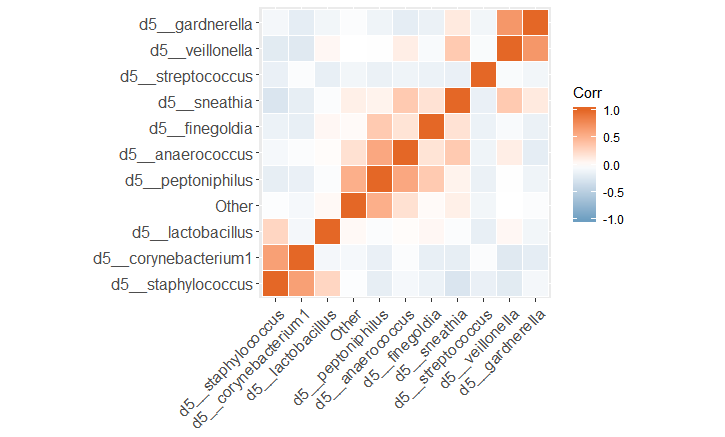 d5__gardnerella
d5__veillonella
d5__streptococcus
d5__sneathia
d5__finegoldia
d5__anaerococcus
d5__peptoniphilus
Other
d5__lactobacillus
d5__corynebacterium1
d5__staphylococcus
Corr
1.0
0.5
0.0
-0.5
-1.0
d5__staphylococcus
d5__corynebacterium1
d5__lactobacillus
Other
d5__peptoniphilus
d5__anaerococcus
d5__finegoldia
d5__sneathia
d5__streptococcus
d5__veillonella
d5__gardnerella